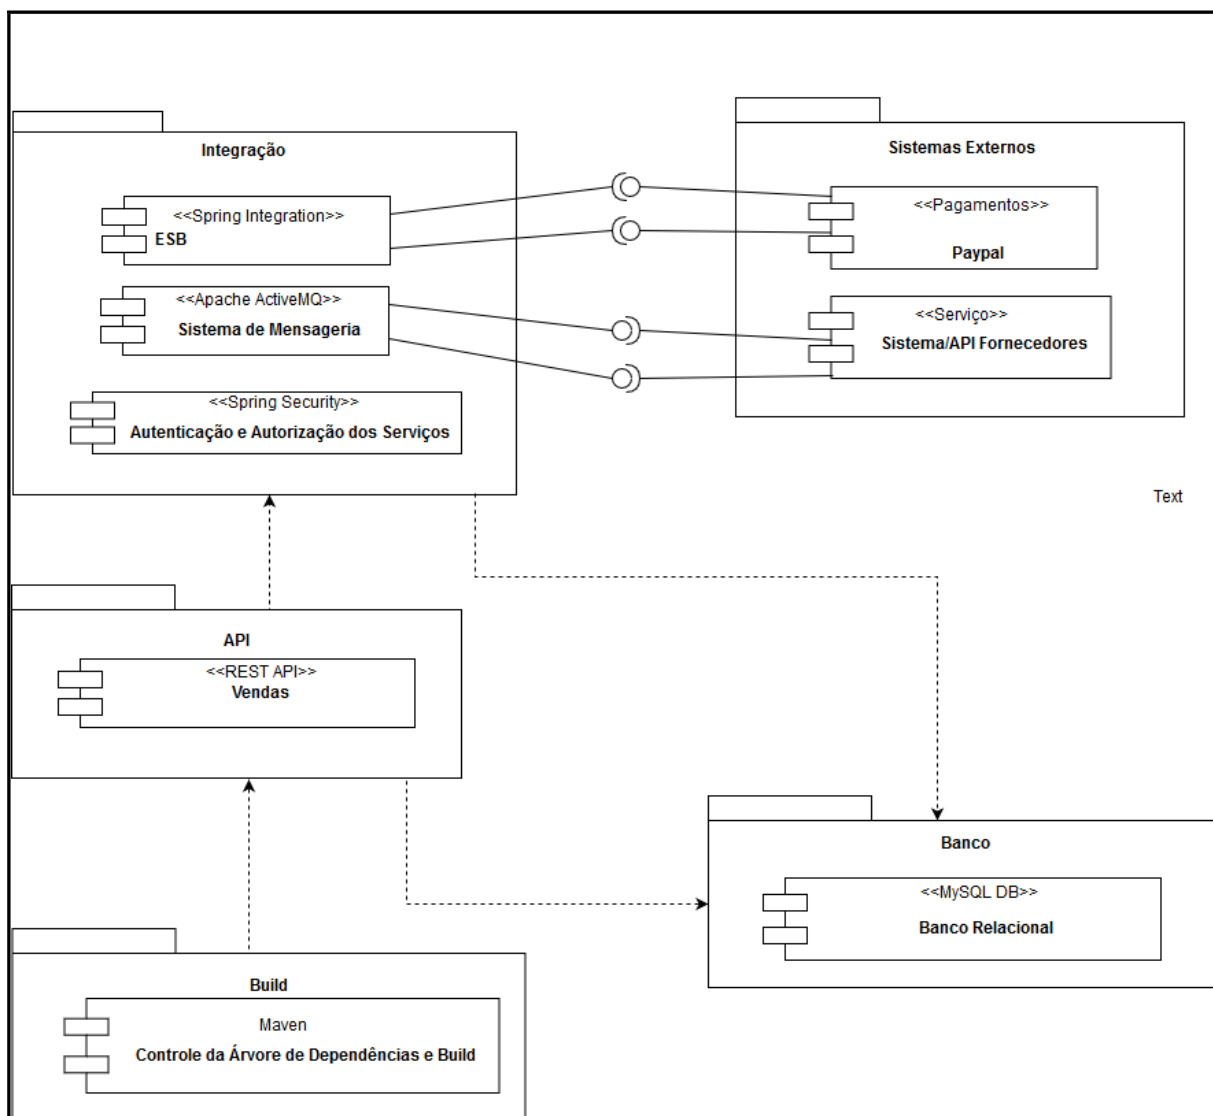 Integração
<<Spring Integration>>
ESB
<<Apache ActiveMQ>>
Sistema de Mensageria
<<Spring Security>>
Autenticação e Autorização dos Serviços
Sistemas Externos
<<Pagamentos>>
Paypal
<<Serviço>>
Sistema/API Fornecedores
Text
API
<<REST API>>
Vendas
Banco
<<MySQL DB>>
Banco Relacional
Build
Maven
Controle da Árvore de Dependências e Build